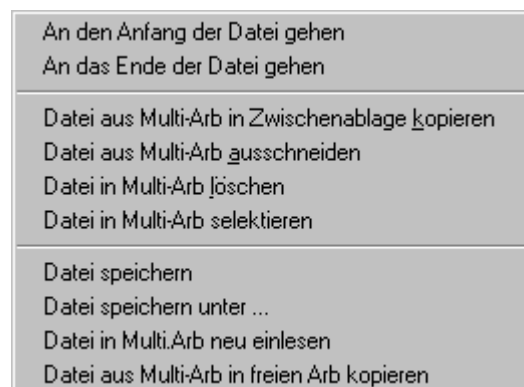 An den Anfang der Datei gehen
An das Ende der Datei gehen
Datei aus Multi-Arb in Zwischenablage kopieren
Datei aus Multi-Arb ausschneiden
Datei in Multi-Arb löschen
Datei in Multi-Arb selektieren
Datei speichern
Datei speichern unter ...
Datei in Multi.Arb neu einlesen
Datei aus Multi-Arb in freien Arb kopieren